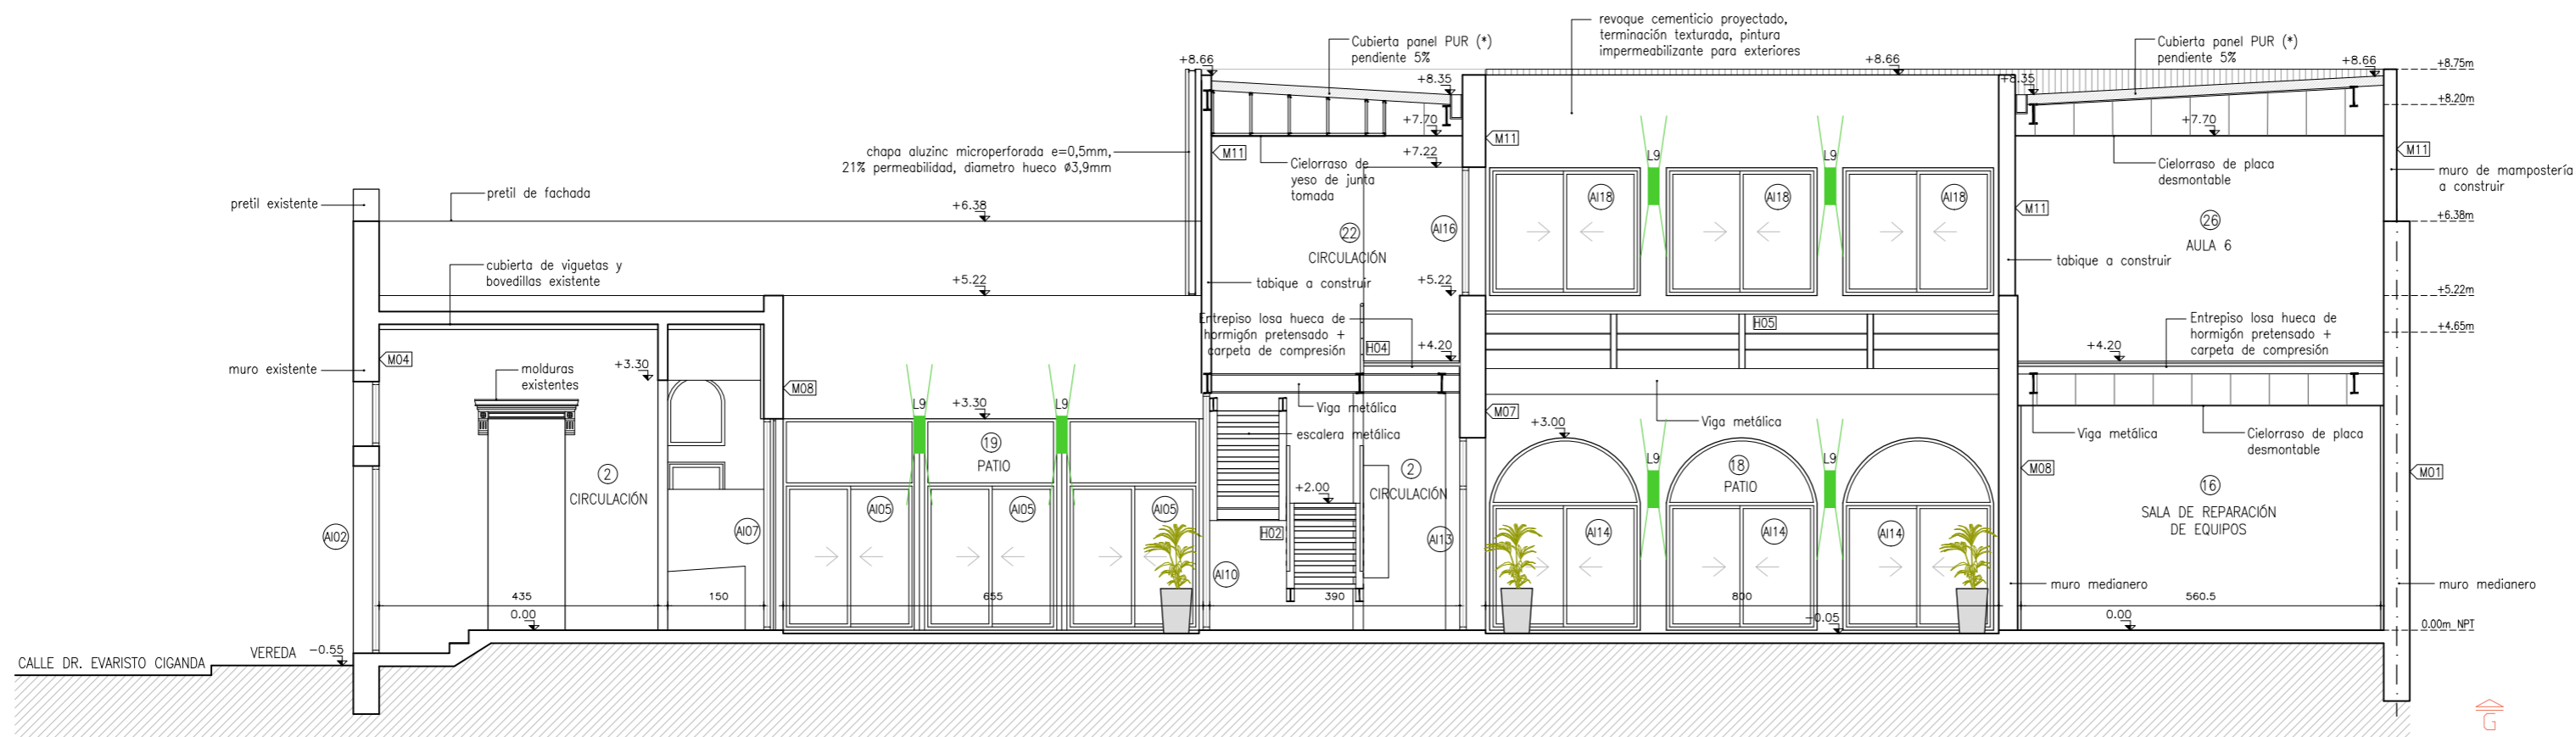 revoque cementicio proyectado,
terminación texturada, pintura
impermeabilizante para exteriores
Cubierta panel PUR (*)
pendiente 5%
Cubierta panel PUR (*)
pendiente 5%
+8.66
+8.66
+8.66
+8.75m
+8.35
+8.35
+8.20m
+7.70
+7.70
M11
M11
M11
chapa aluzinc microperforada e=0,5mm,
21% permeabilidad, diametro hueco ø3,9mm
+7.22
L9
L9
Cielorraso de
yeso de junta
tomada
Cielorraso de placa
desmontable
muro de mampostería
a construir
pretil existente
pretil de fachada
+6.38
AI18
AI18
AI18
M11
+6.38m
22
CIRCULACIÓN
AI16
26
AULA 6
cubierta de viguetas y
bovedillas existente
+5.22
tabique a construir
+5.22
tabique a construir
+5.22m
Entrepiso losa hueca de
hormigón pretensado +
carpeta de compresión
H04
+4.20
H05
Entrepiso losa hueca de
hormigón pretensado +
carpeta de compresión
+4.20
+4.65m
muro existente
M04
molduras
existentes
+3.30
M08
L9
+3.30
L9
Viga metálica
M07
Viga metálica
Viga metálica
Cielorraso de placa
desmontable
19
PATIO
escalera metálica
+3.00
L9
L9
18
PATIO
M08
M01
2
CIRCULACIÓN
2
CIRCULACIÓN
+2.00
16
SALA DE REPARACIÓN
DE EQUIPOS
AI02
AI07
AI05
AI05
AI05
H02
AI13
AI14
AI14
AI14
AI10
muro medianero
muro medianero
435
150
655
390
800
560.5
0.00
-0.05
0.00
0.00m NPT
CALLE DR. EVARISTO CIGANDA
VEREDA
-0.55
G